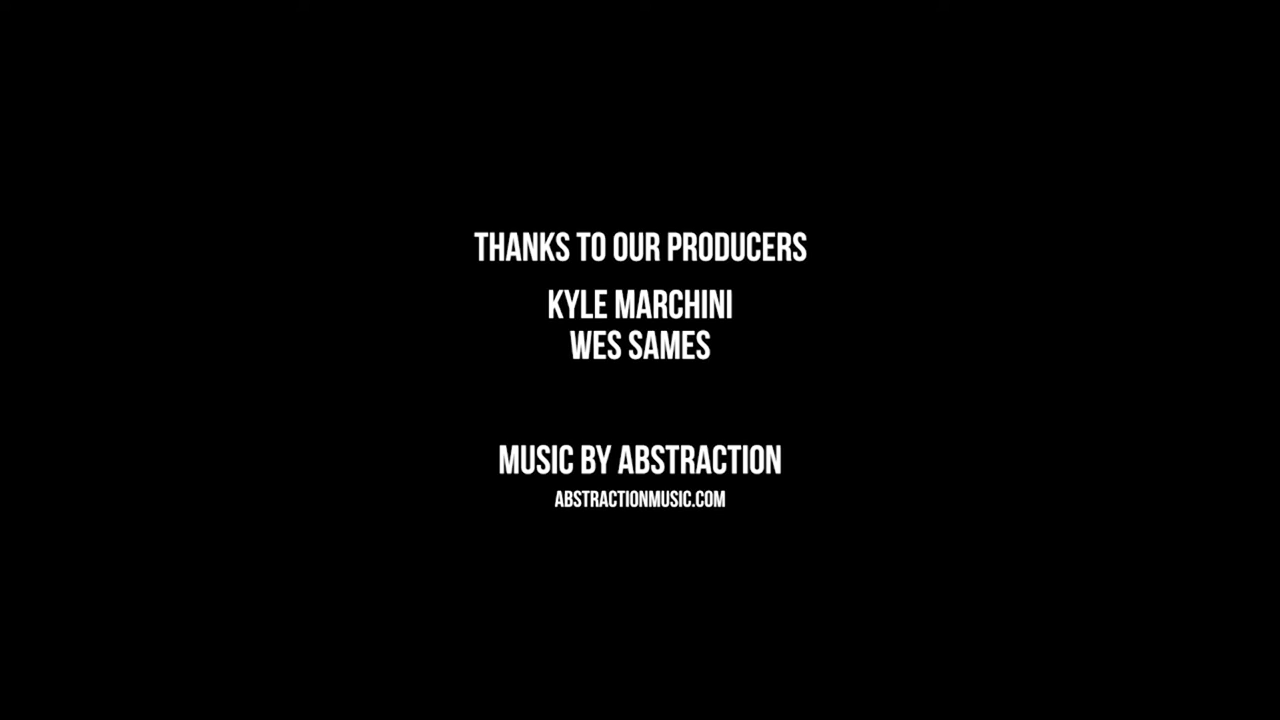 THANKS TO OUR PRODUCERS
KYLE MARCHINI
WES SAMES
MUSIC BY ABSTRACTION
ABSTRACTIONMUSIC.COM